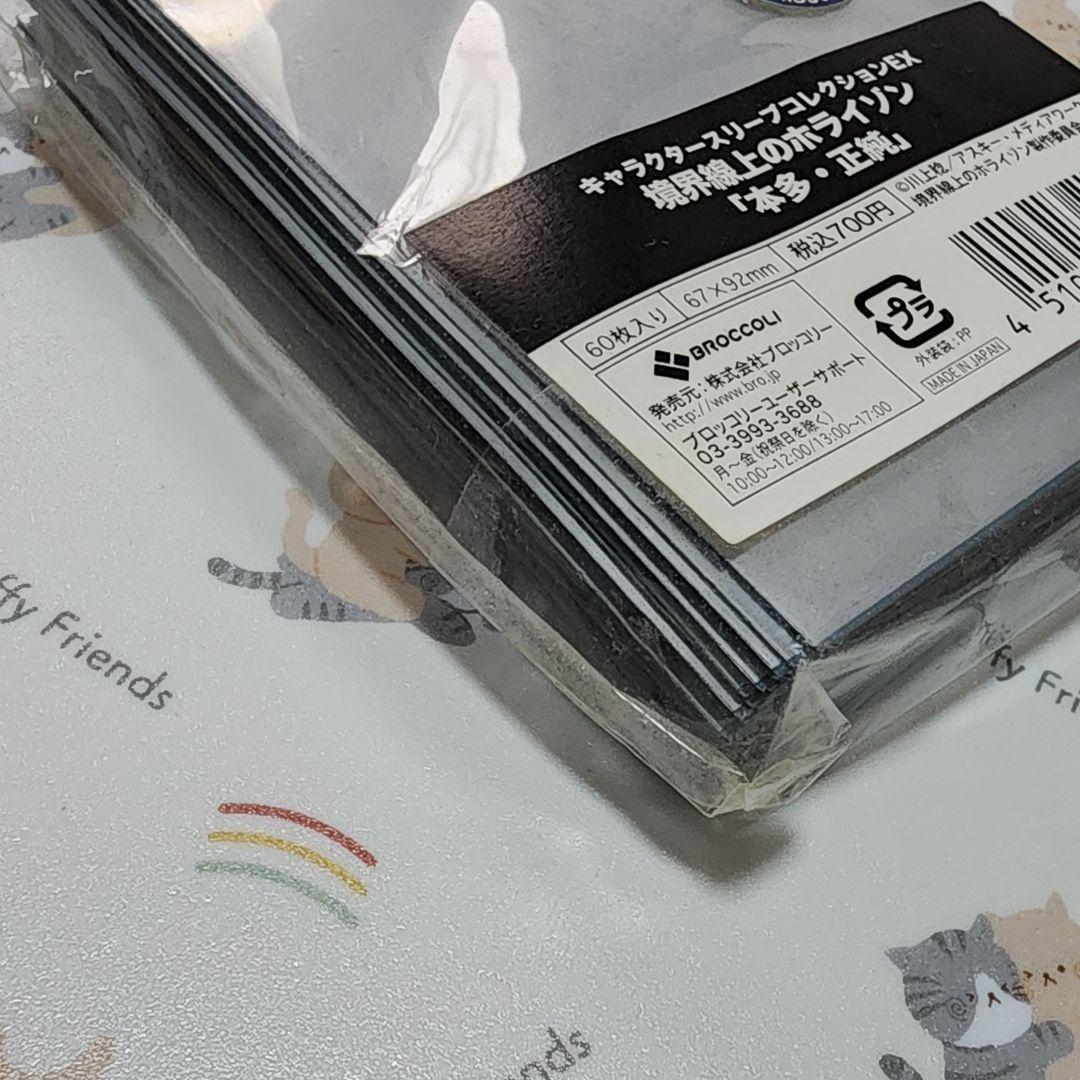 キャラクタースリーブコレクションEX
境界線上のホライゾン
「本多・正純」
60枚入り 67×92mm 税込700円
©川上稔/アスキー・メディアワーク
境界線上のホライゾン製作委員会
BROCCOLI
発売元:株式会社ブロッコリー
http://www.bro.jp
ブロッコリーユーザーサポート
03-3993-3688
月〜金(祝祭日を除く)
10:00~12:00/13:00~17:00
プラ
外装袋:PP
MADE IN JAPAN
4 510
ffy Friends
ffy Fri
nds